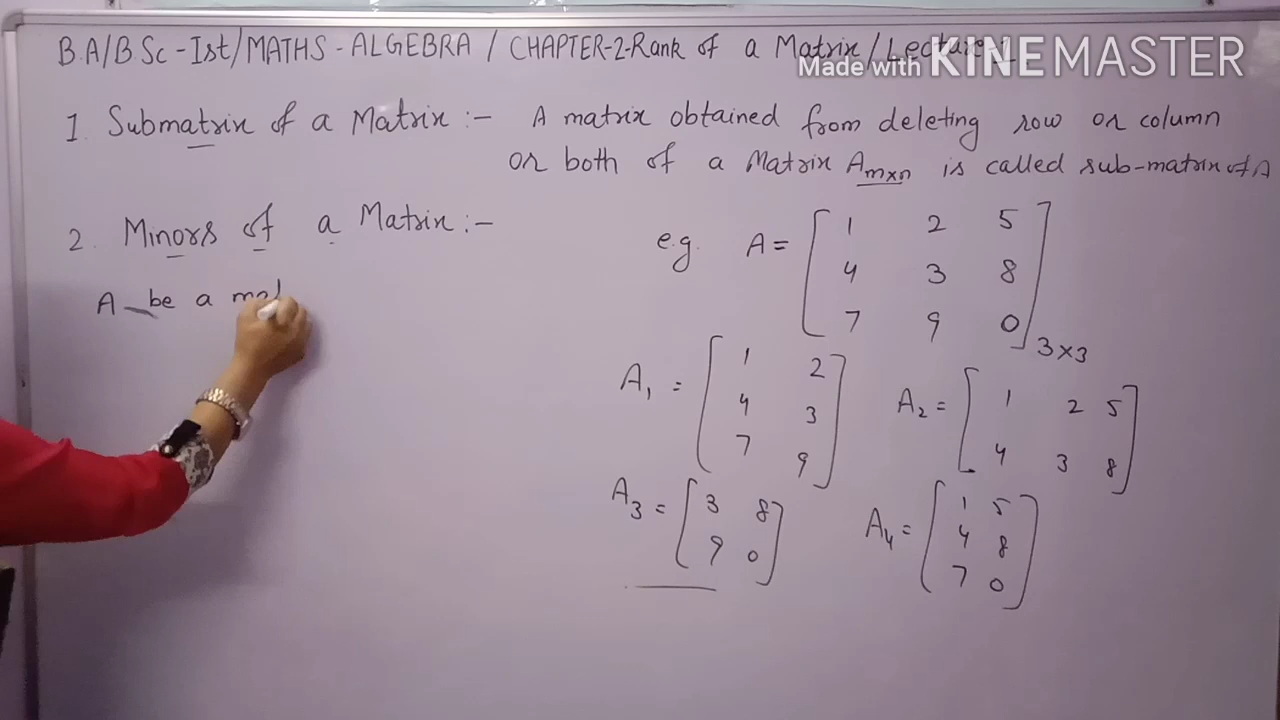 B.A/B.Sc-Ist/MATHS-ALGEBRA/CHAPTER-2-Rank of a Matrix/Lecture-1
Made with KINEMASTER
1. Submatrix of a Matrix :- A matrix obtained from deleting row or column
or both of a Matrix Amxn is called sub-matrix of A
2. Minors of a Matrix :-
A be a mat
e.g. A = [
1 2 5
4 3 8
7 9 0
] 3×3
A1 = [
1 2
4 3
7 9
]
A2 = [
1 2 5
4 3 8
]
A3 = [
3 8
9 0
]
A4 = [
1 5
4 8
7 0
]